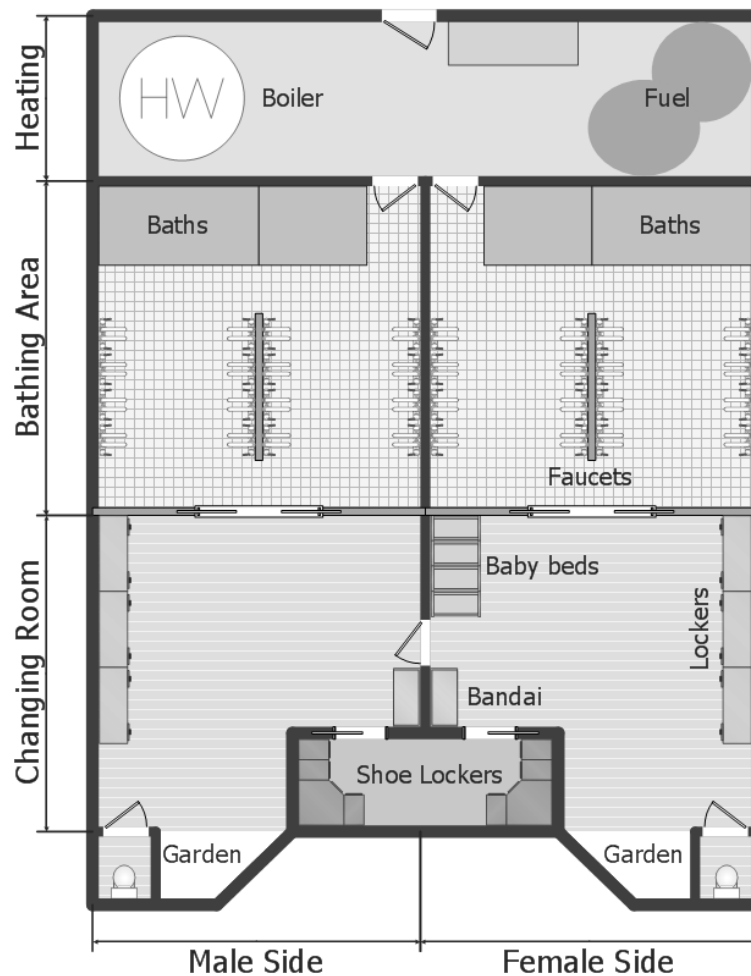 Heating
HW
Boiler
Fuel
Bathing Area
Baths
Baths
Faucets
Changing Room
Baby beds
Lockers
Bandai
Shoe Lockers
Garden
Garden
Male Side
Female Side